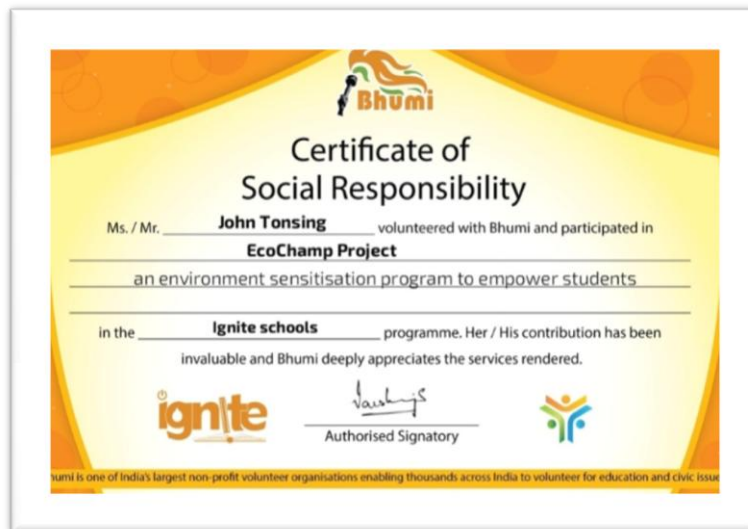 Bhumi
Certificate of
Social Responsibility
Ms. / Mr. John Tonsing volunteered with Bhumi and participated in
EcoChamp Project
an environment sensitisation program to empower students
in the Ignite schools programme. Her / His contribution has been
invaluable and Bhumi deeply appreciates the services rendered.
ignite
Authorised Signatory
humi is one of India's largest non-profit volunteer organisations enabling thousands across India to volunteer for education and civic issue